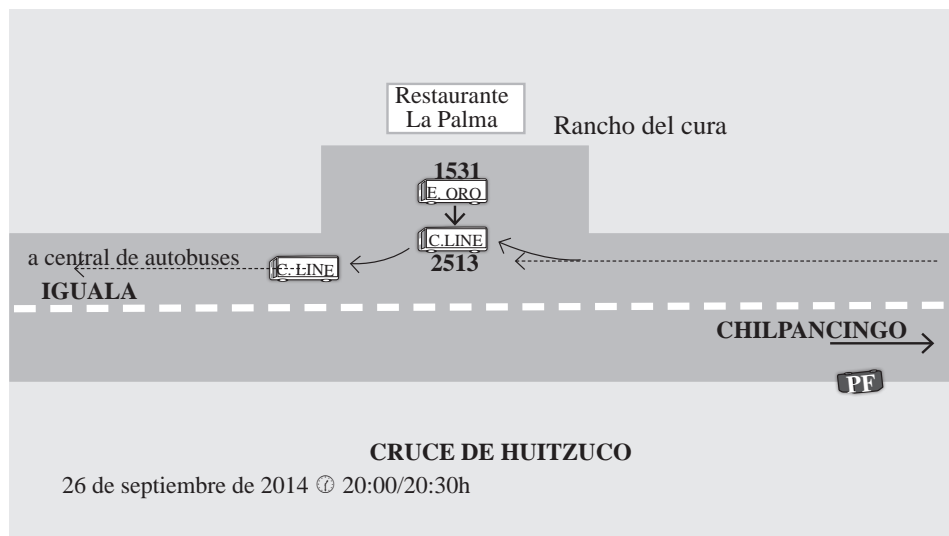 Restaurante
La Palma
Rancho del cura
1531
E. ORO
C.LINE
2513
a central de autobuses
C. LINE
IGUALA
CHILPANCINGO
PF
CRUCE DE HUITZUCO
26 de septiembre de 2014 🕜 20:00/20:30h